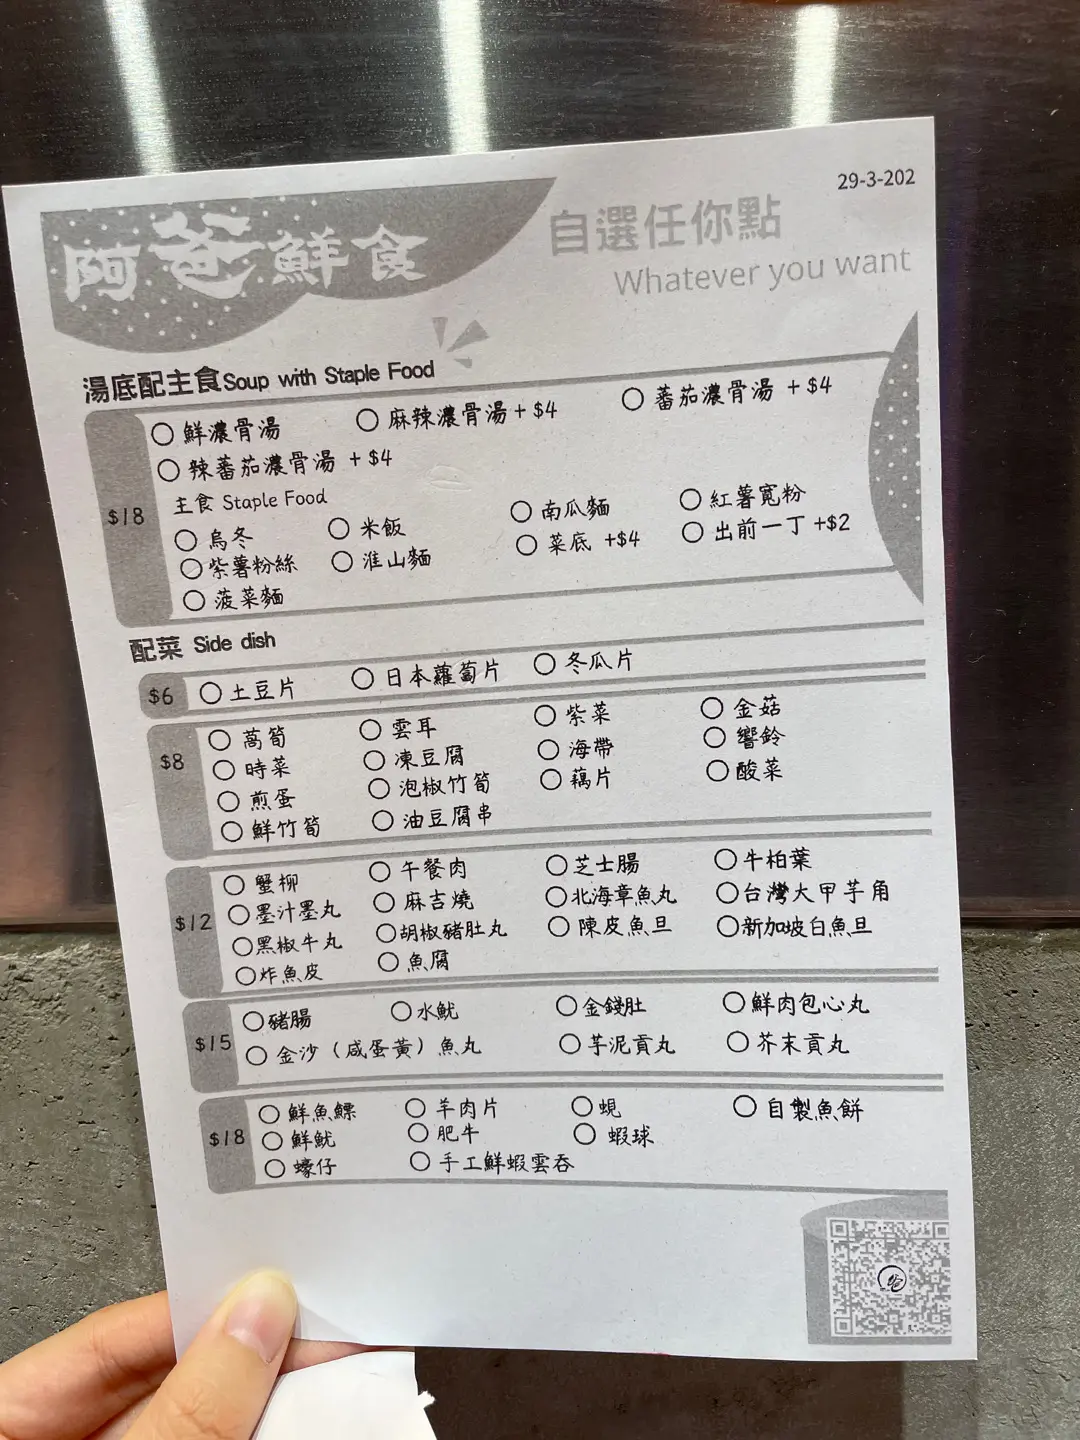 29-3-202
阿爸鮮食
自選任你點
Whatever you want
湯底配主食Soup with Staple Food
$18
鮮濃骨湯 麻辣濃骨湯+$4 蕃茄濃骨湯 +$4
辣蕃茄濃骨湯 +$4
主食 Staple Food
烏冬 米飯 南瓜麵 紅薯寬粉
紫薯粉絲 淮山麵 菜底 +$4 出前一丁+$2
菠菜麵
配菜 Side dish
$6 土豆片 日本蘿蔔片 冬瓜片
$8
萵筍 雲耳 紫菜 金菇
時菜 凍豆腐 海帶 響鈴
煎蛋 泡椒竹筍 藕片 酸菜
鮮竹筍 油豆腐串
$12
蟹柳 午餐肉 芝士腸 牛柏葉
墨汁墨丸 麻吉燒 北海章魚丸 台灣大甲芋角
黑椒牛丸 胡椒豬肚丸 陳皮魚旦 新加坡白魚旦
炸魚皮 魚腐
$15
豬腸 水魷 金錢肚 鮮肉包心丸
金沙（咸蛋黃）魚丸 芋泥貢丸 芥末貢丸
$18
鮮魚鰾 羊肉片 蜆 自製魚餅
鮮魷 肥牛 蝦球
蠔仔 手工鮮蝦雲吞
爸